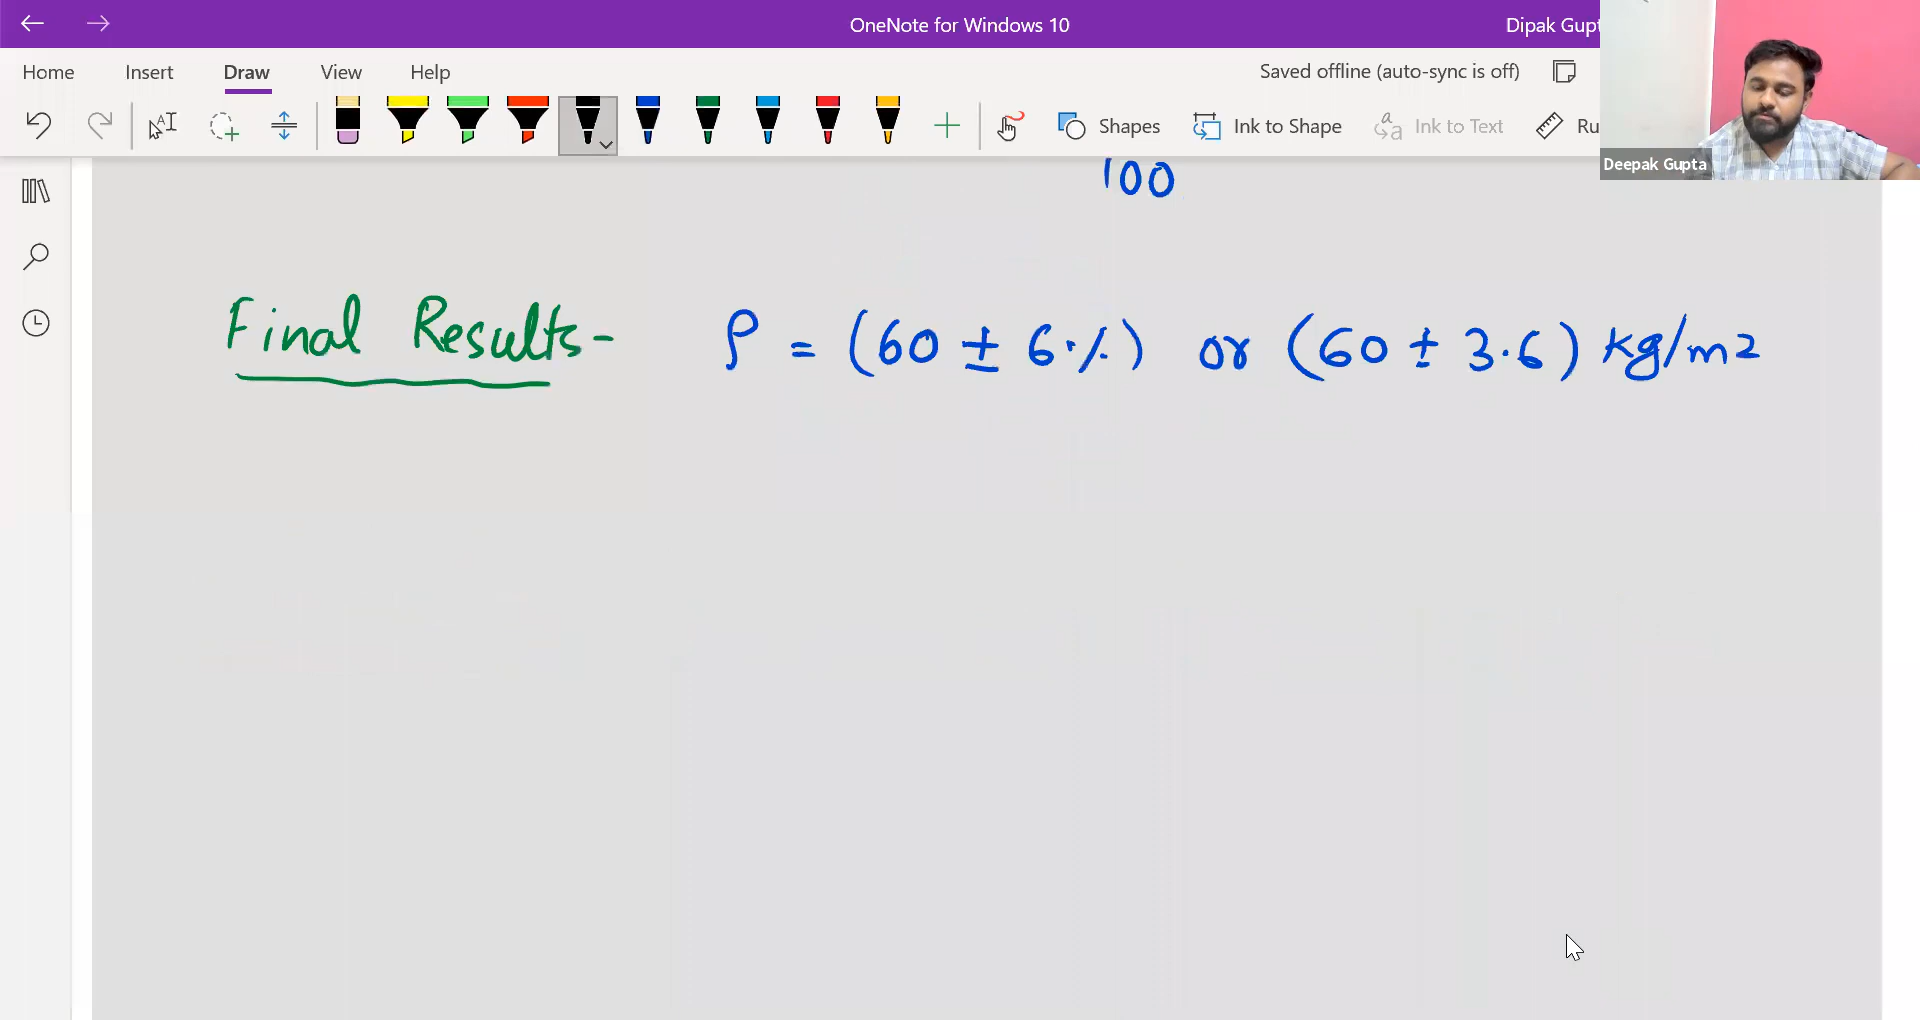 OneNote for Windows 10
Dipak Gupt
Home Insert Draw View Help
Saved offline (auto-sync is off)
Shapes Ink to Shape Ink to Text Ru
Deepak Gupta
100
Final Results- ρ = (60 ± 6%) or (60 ± 3.6) kg/m2